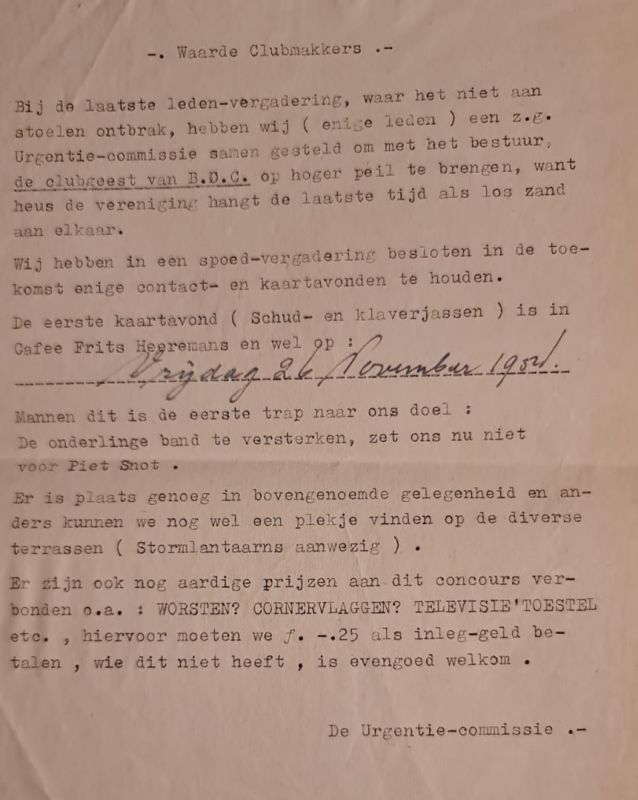 -. Waarde Clubmakkers .-
Bij de laatste leden-vergadering, waar het niet aan
stoelen ontbrak, hebben wij ( enige leden ) een z.g.
Urgentie-commissie samen gesteld om met het bestuur,
de clubgeest van B.D.C. op hoger peil te brengen, want
heus de vereniging hangt de laatste tijd als los zand
aan elkaar.
Wij hebben in een spoed-vergadering besloten in de toe-
komst enige contact- en kaartavonden te houden.
De eerste kaartavond ( Schud- en klaverjassen ) is in
Cafee Frits Heeremans en wel op :
Vrijdag 26 November 1954.
Mannen dit is de eerste trap naar ons doel :
De onderlinge band te versterken, zet ons nu niet
voor Piet Snot .
Er is plaats genoeg in bovengenoemde gelegenheid en an-
ders kunnen we nog wel een plekje vinden op de diverse
terrassen ( Stormlantaarns aanwezig ) .
Er zijn ook nog aardige prijzen aan dit concours ver-
bonden o.a. : WORSTEN? CORNERVLAGGEN? TELEVISIE'TOESTEL
etc. , hiervoor moeten we f. -.25 als inleg-geld be-
talen , wie dit niet heeft , is evengoed welkom .
De Urgentie-commissie .-